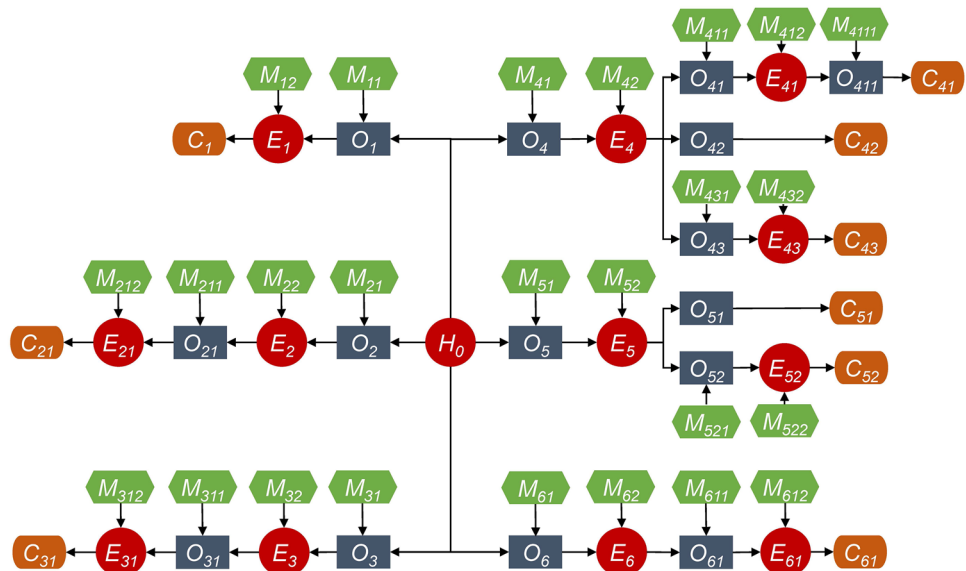 M411 M412 M4111
M12 M11 M41 M42 O41 E41 O411 C41
C1 E1 O1 O4 E4 O42 C42
M431 M432
O43 E43 C43
M212 M211 M22 M21 M51 M52
O51 C51
C21 E21 O21 E2 O2 H0 O5 E5
O52 E52 C52
M521 M522
M312 M311 M32 M31 M61 M62 M611 M612
C31 E31 O31 E3 O3 O6 E6 O61 E61 C61